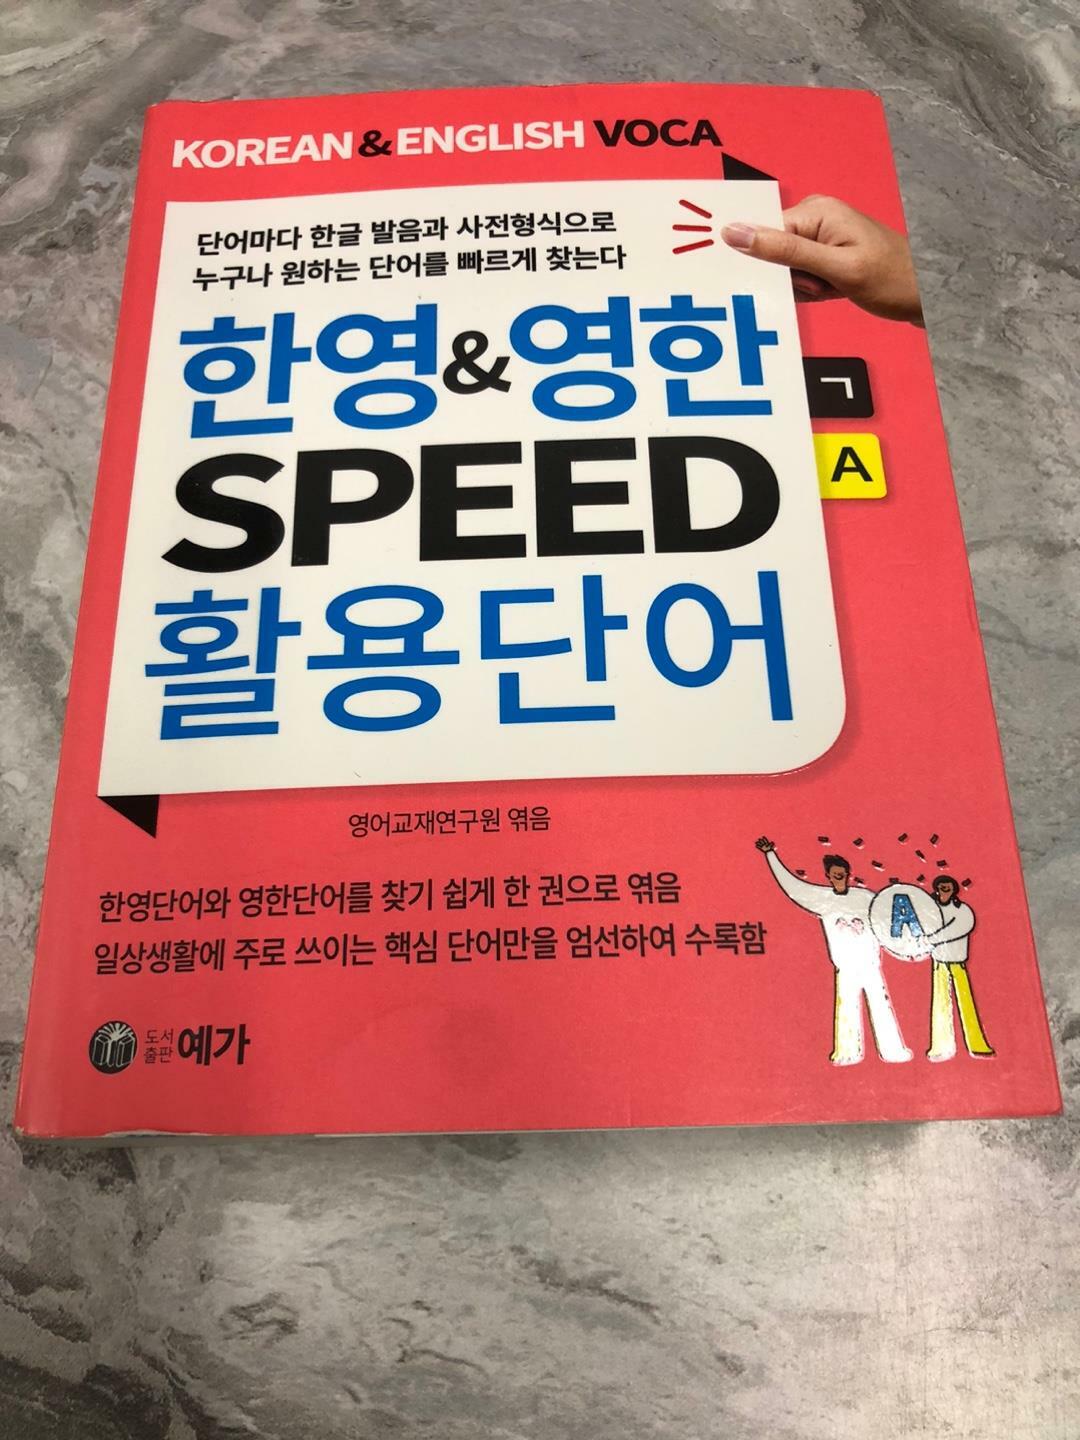 KOREAN & ENGLISH VOCA
단어마다 한글 발음과 사전형식으로
누구나 원하는 단어를 빠르게 찾는다
한영&영한
SPEED
활용단어
ㄱ
A
영어교재연구원 엮음
한영단어와 영한단어를 찾기 쉽게 한 권으로 엮음
일상생활에 주로 쓰이는 핵심 단어만을 엄선하여 수록함
A
도서
출판 예가